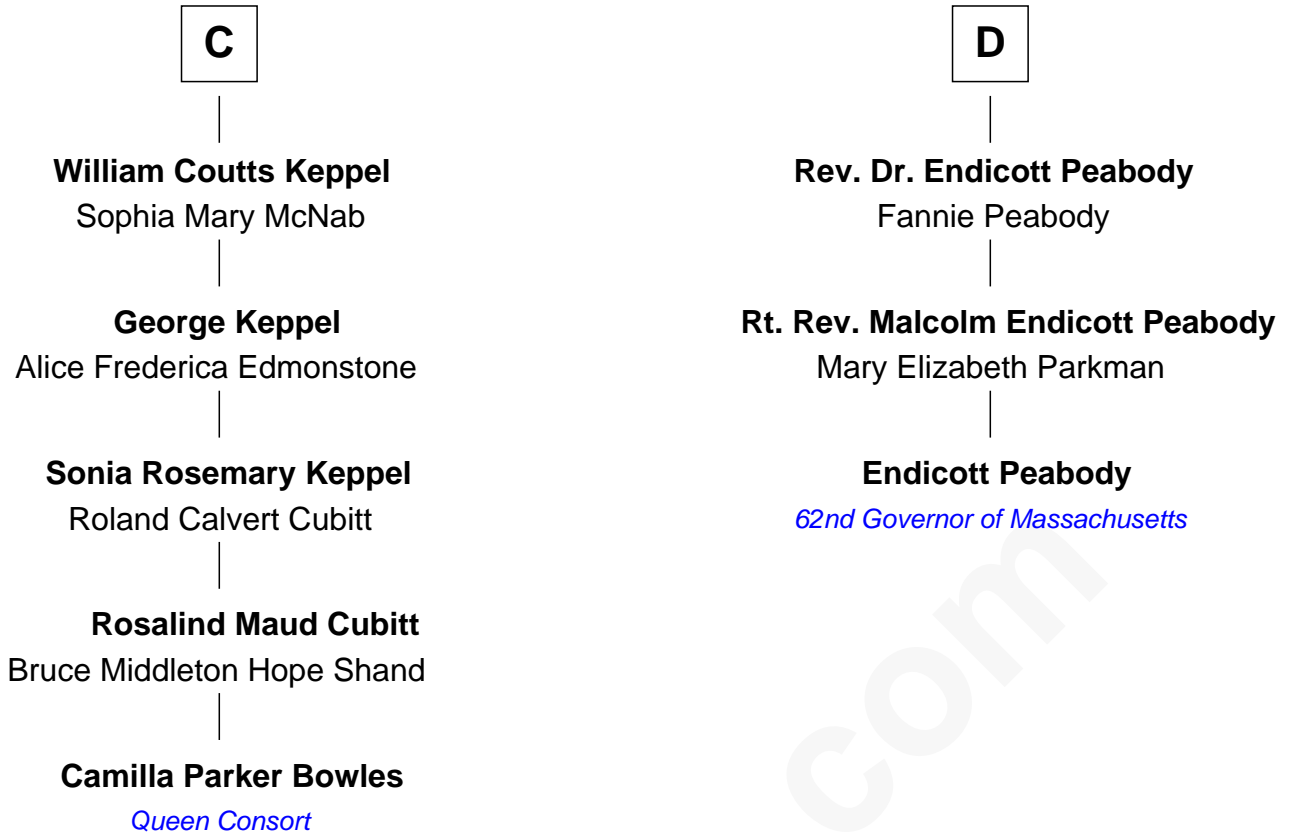 C
William Coutts Keppel
Sophia Mary McNab
George Keppel
Alice Frederica Edmonstone
Sonia Rosemary Keppel
Roland Calvert Cubitt
Rosalind Maud Cubitt
Bruce Middleton Hope Shand
Camilla Parker Bowles
Queen Consort
D
Rev. Dr. Endicott Peabody
Fannie Peabody
Rt. Rev. Malcolm Endicott Peabody
Mary Elizabeth Parkman
Endicott Peabody
62nd Governor of Massachusetts
com